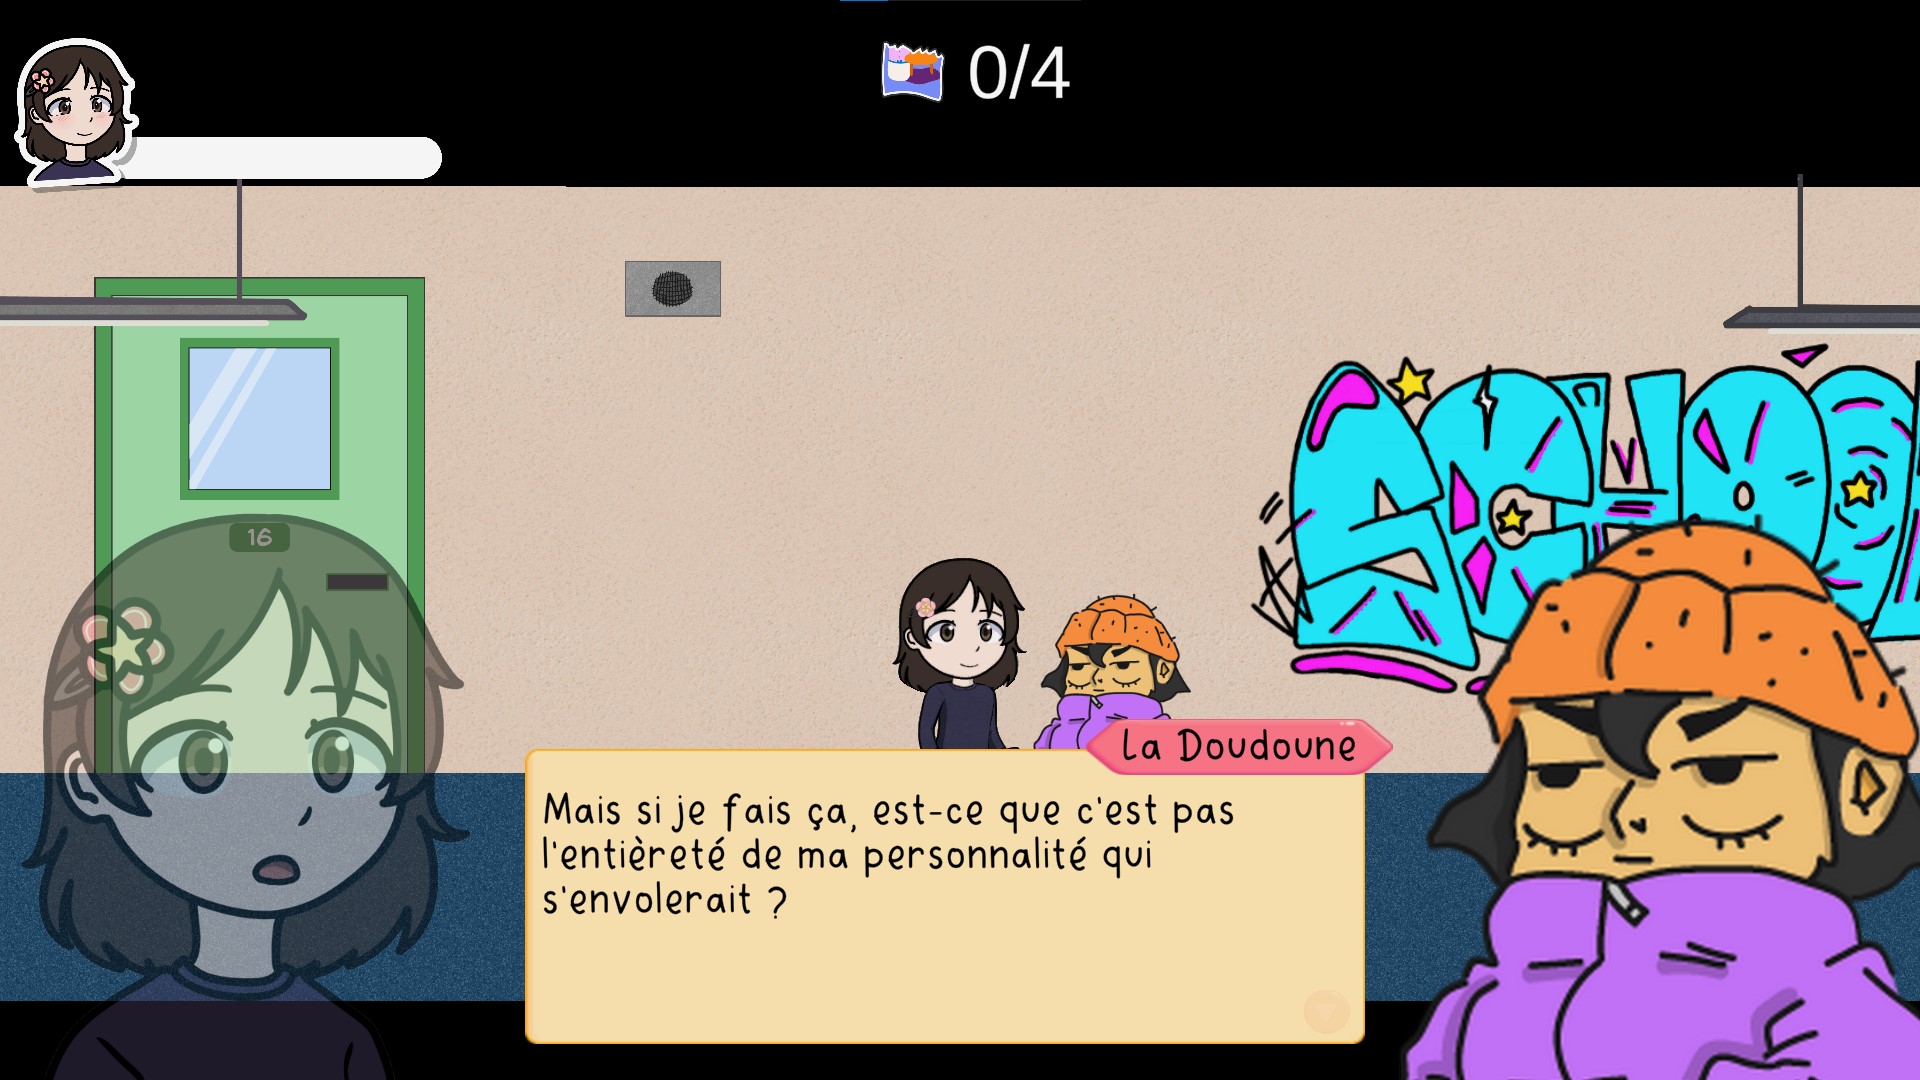 0/4
16
SCHOOL
La Doudoune
Mais si je fais ça, est-ce que c'est pas
l'entièreté de ma personnalité qui
s'envolerait ?